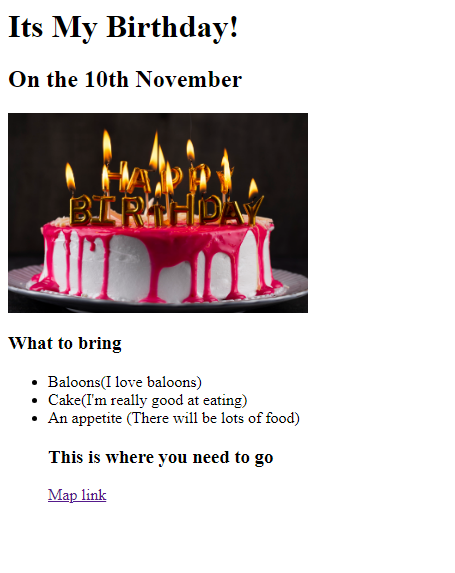 Its My Birthday!
On the 10th November
HAPPY
BIRTHDAY
What to bring
Baloons(I love baloons)
Cake(I'm really good at eating)
An appetite (There will be lots of food)
This is where you need to go
Map link